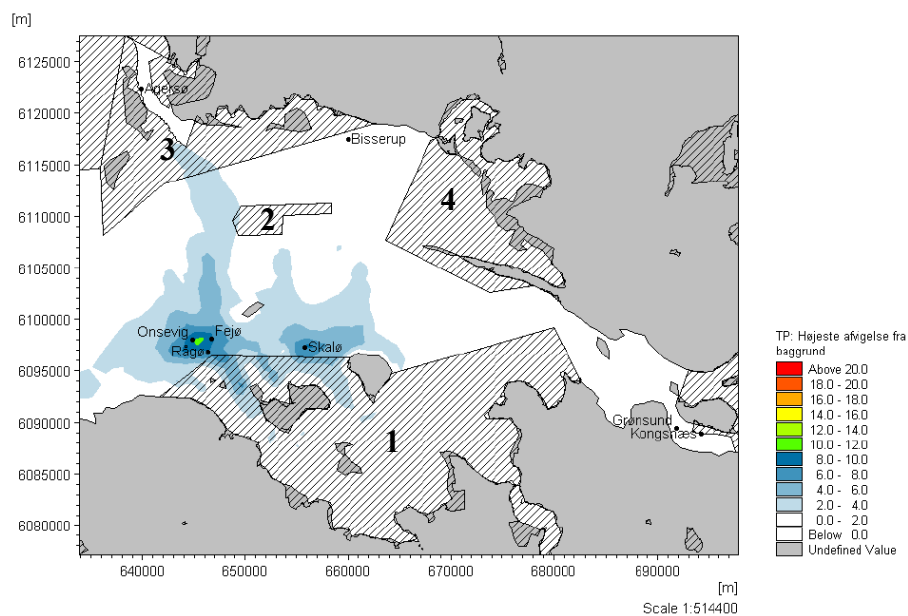 [m]
6125000
6120000
6115000
6110000
6105000
6100000
6095000
6090000
6085000
6080000
Agersø
Bisserup
3
4
2
Onsevig
Fejø
Ragø
Skalø
1
Grønsund
Kongsnæs
640000 650000 660000 670000 680000 690000
[m]
Scale 1:514400
TP: Højeste afvigelse fra
baggrund
Above 20.0
18.0 - 20.0
16.0 - 18.0
14.0 - 16.0
12.0 - 14.0
10.0 - 12.0
8.0 - 10.0
6.0 - 8.0
4.0 - 6.0
2.0 - 4.0
0.0 - 2.0
Below 0.0
Undefined Value